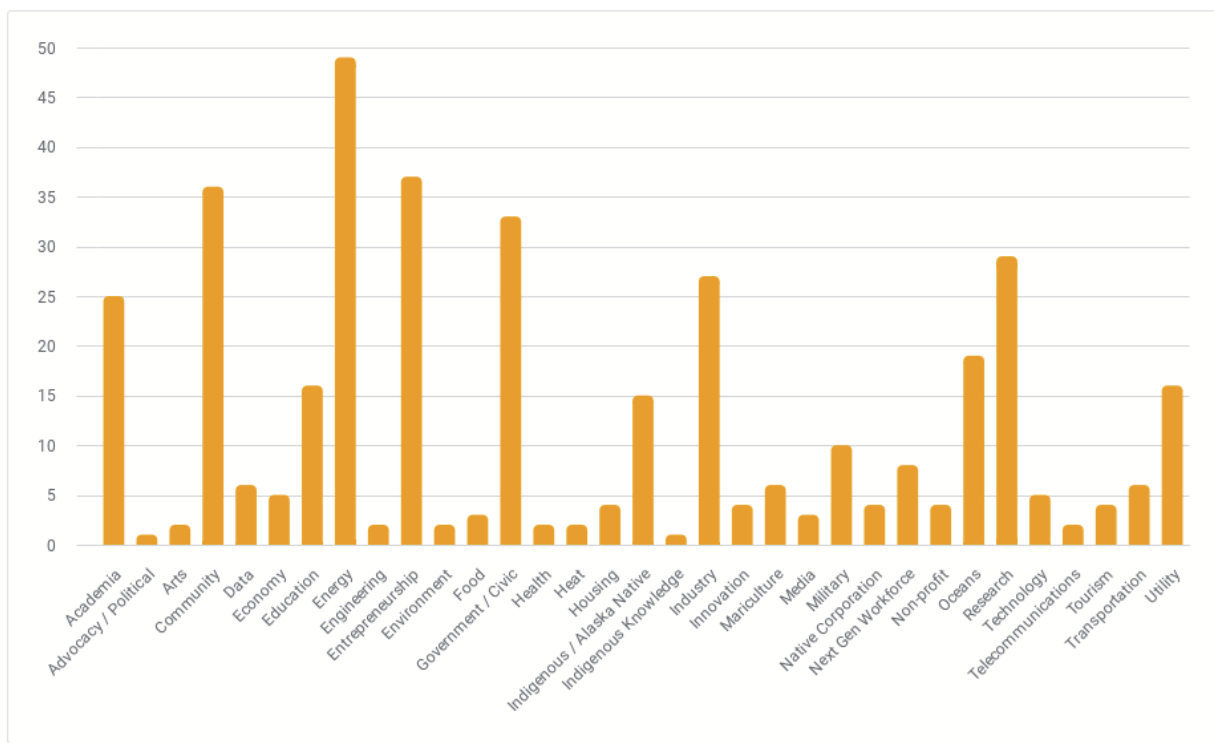 50
45
40
35
30
25
20
15
10
5
0
Academia
Advocacy / Political
Arts
Community
Data
Economy
Education
Energy
Engineering
Entrepreneurship
Environment
Food
Government / Civic
Health
Heat
Housing
Indigenous / Alaska Native
Indigenous Knowledge
Industry
Innovation
Mariculture
Media
Military
Native Corporation
Next Gen Workforce
Non-profit
Oceans
Research
Technology
Telecommunications
Tourism
Transportation
Utility